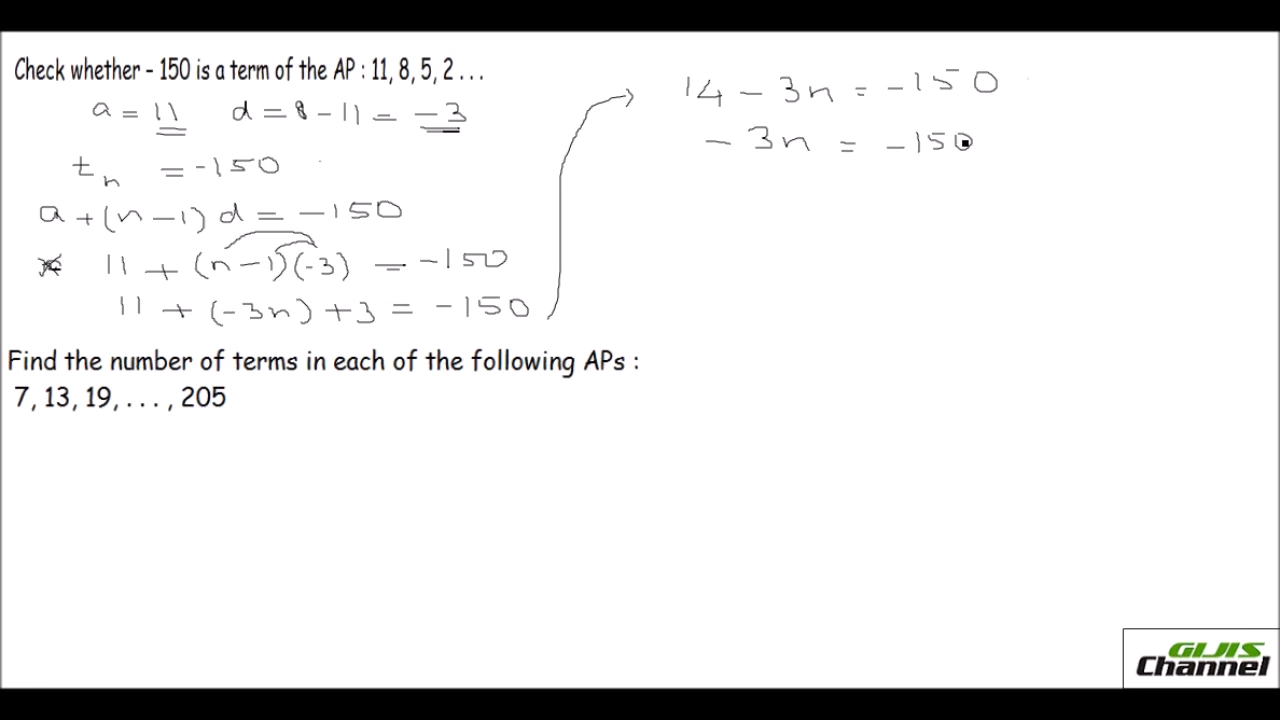 Check whether - 150 is a term of the AP : 11, 8, 5, 2 . . .
a = 11 d = 8 - 11 = -3
tn = -150
a + (n - 1) d = -150
11 + (n - 1)(-3) = -150
11 + (-3n) + 3 = -150
14 - 3n = -150
- 3n = -150
Find the number of terms in each of the following APs :
7, 13, 19, . . . , 205
GIJIS
Channel